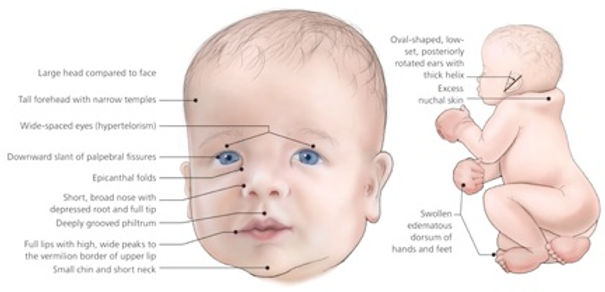 Large head compared to face
Tall forehead with narrow temples
Wide-spaced eyes (hypertelorism)
Downward slant of palpebral fissures
Epicanthal folds
Short, broad nose with
depressed root and full tip
Deeply grooved philtrum
Full lips with high, wide peaks to
the vermilion border of upper lip
Small chin and short neck
Oval-shaped, low-
set, posteriorly
rotated ears with
thick helix
Excess
nuchal skin
Swollen
edematous
dorsum of
hands and feet